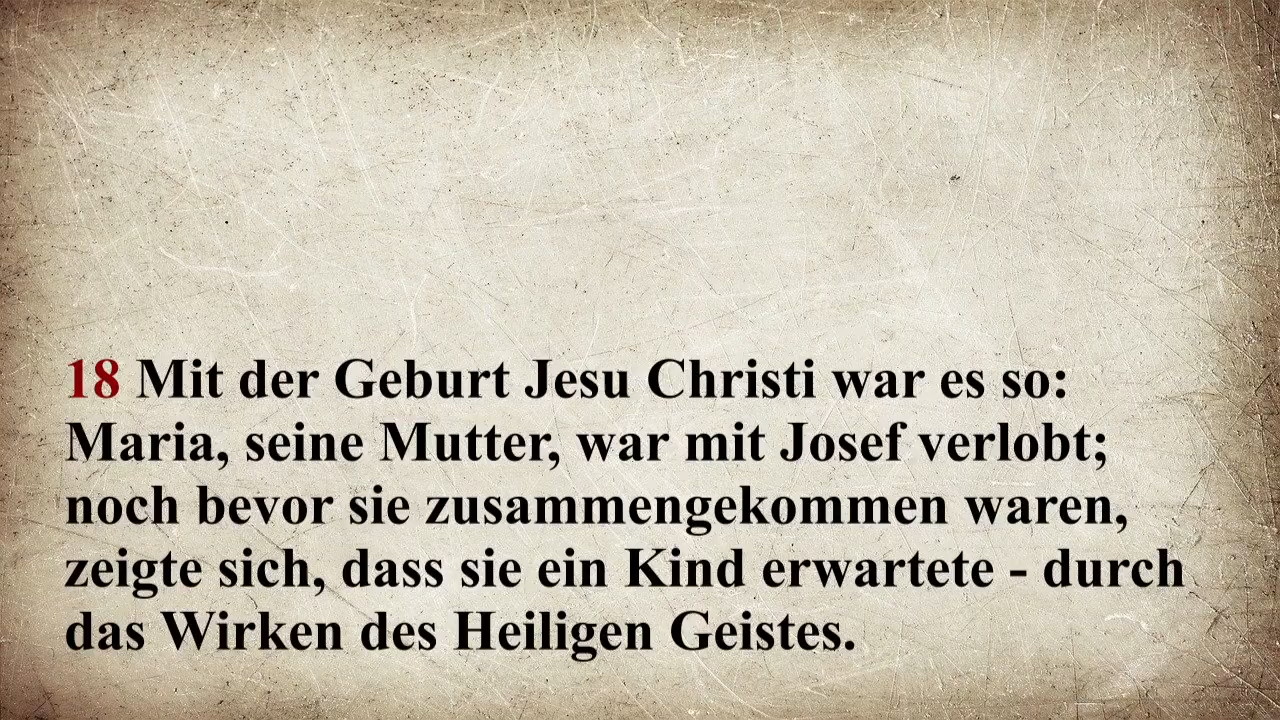 18 Mit der Geburt Jesu Christi war es so:
Maria, seine Mutter, war mit Josef verlobt;
noch bevor sie zusammengekommen waren,
zeigte sich, dass sie ein Kind erwartete - durch
das Wirken des Heiligen Geistes.